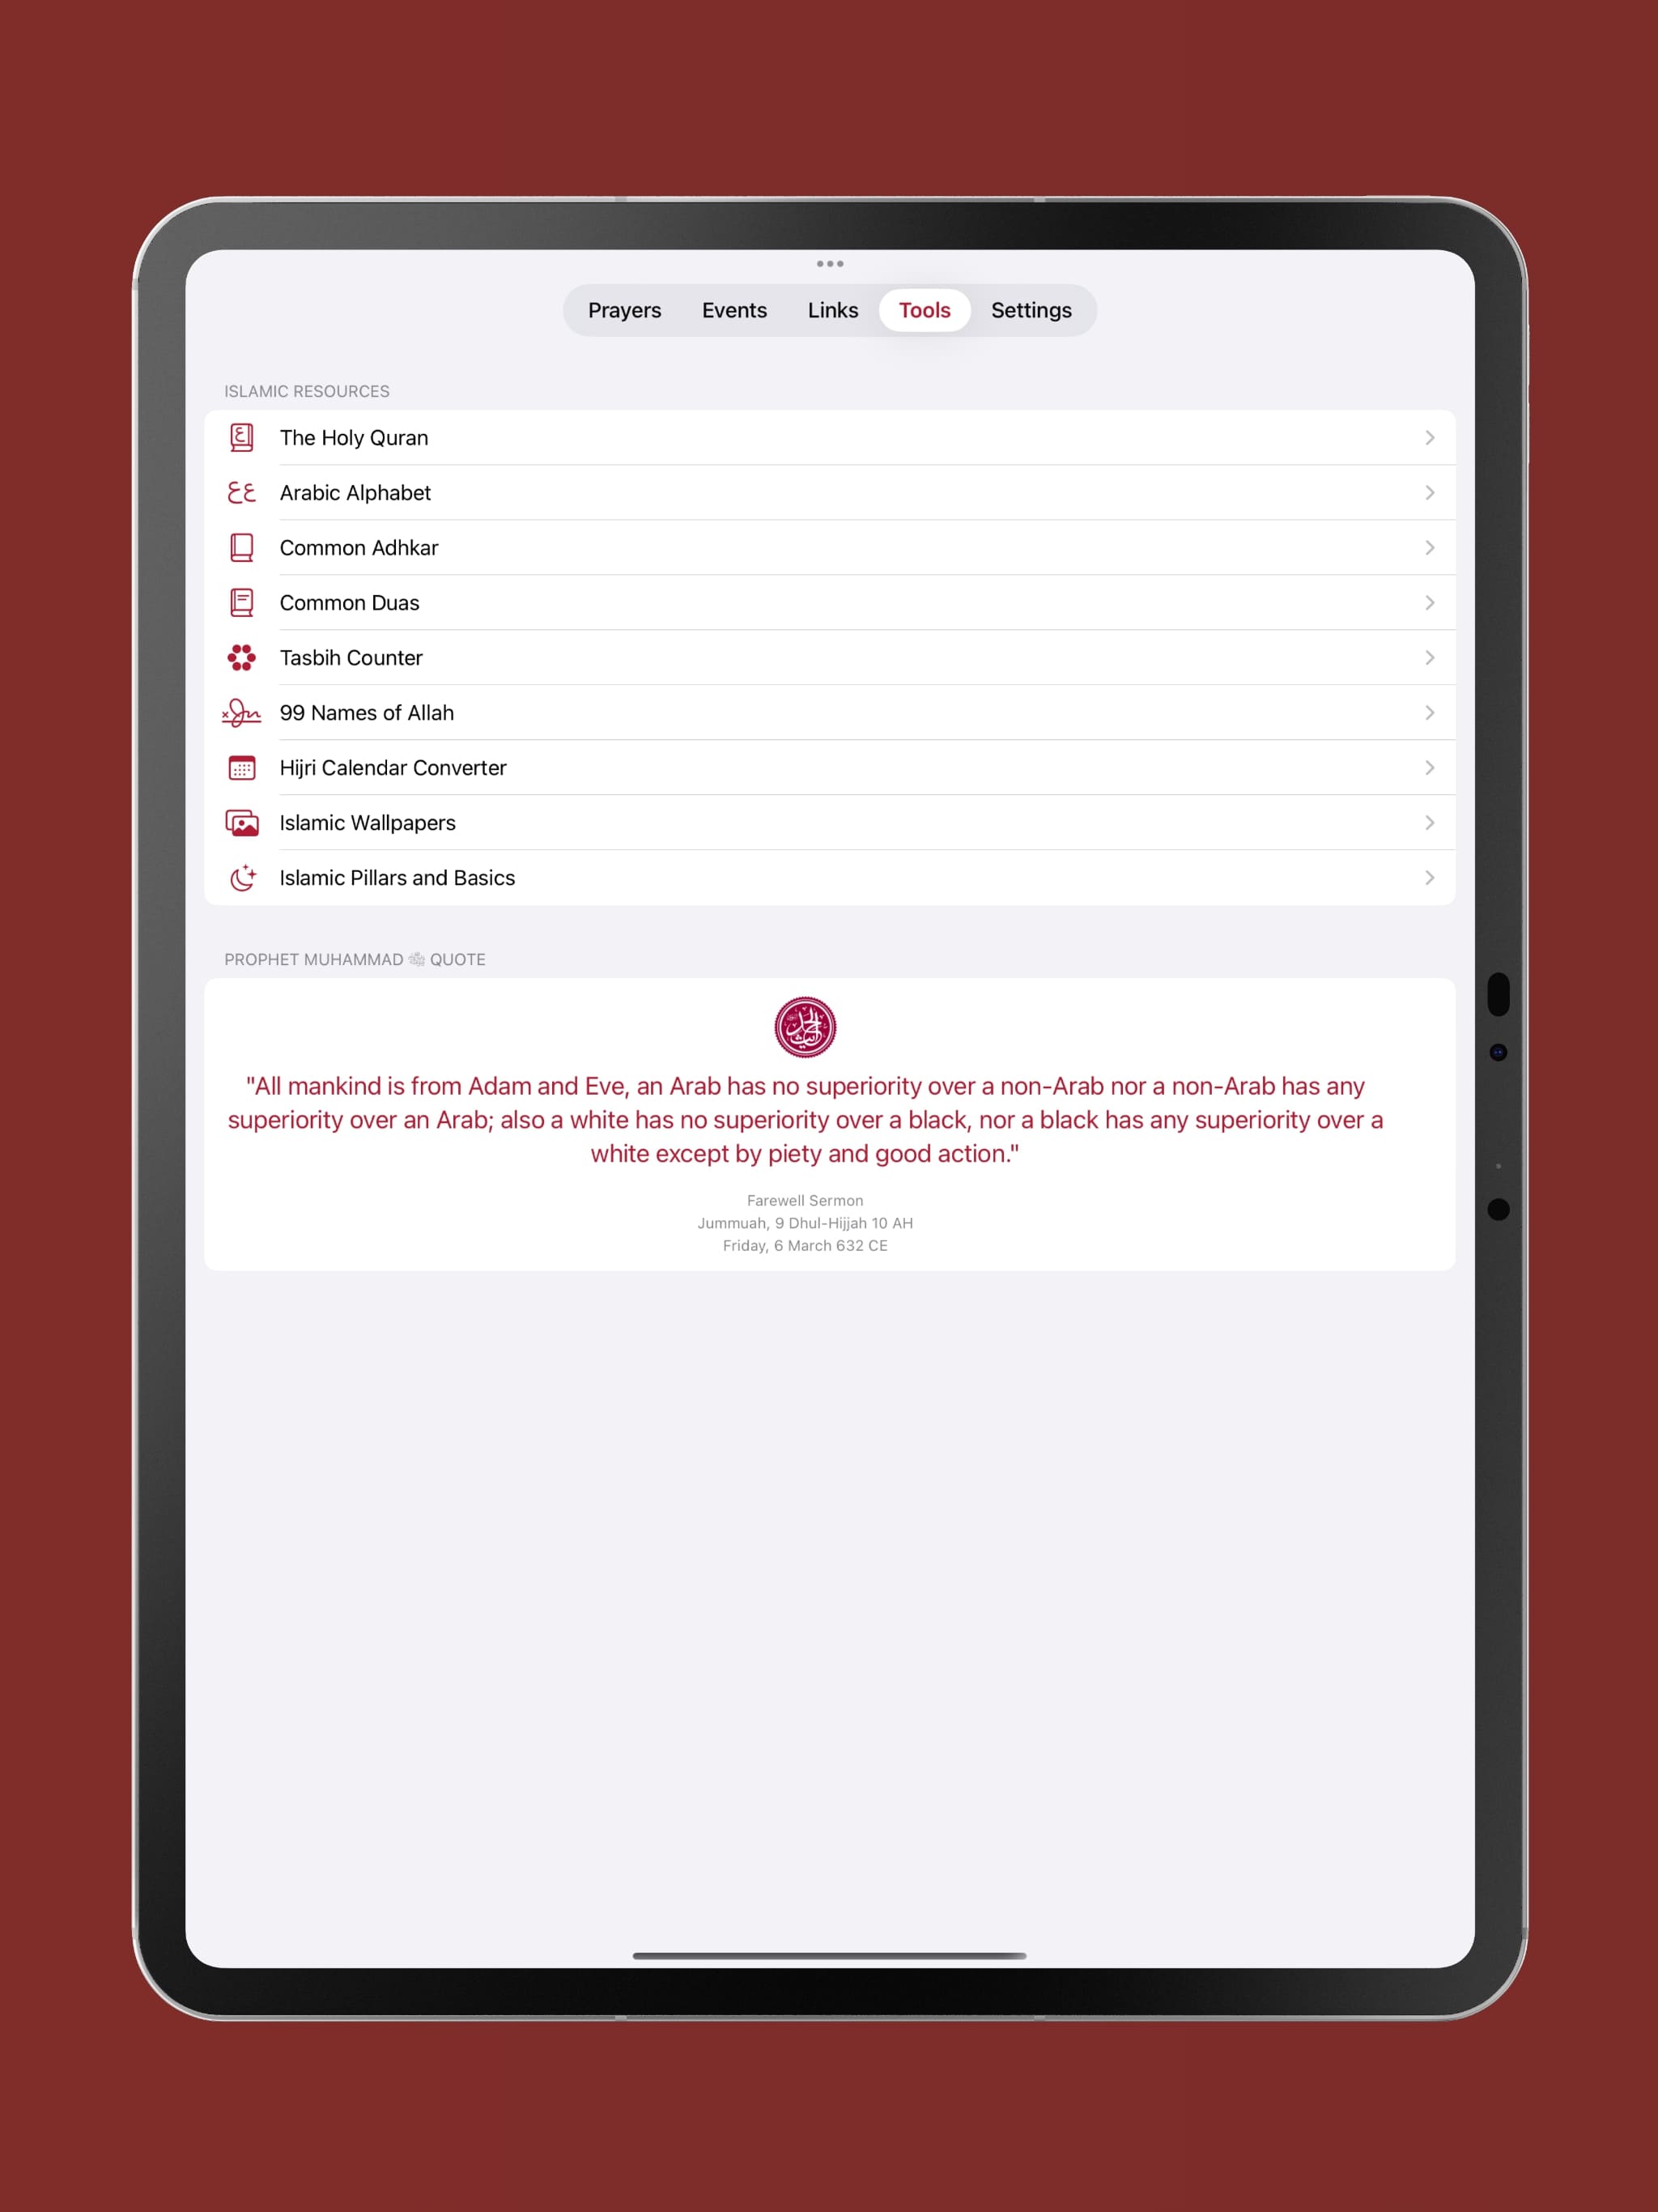 Prayers Events Links Tools Settings
ISLAMIC RESOURCES
The Holy Quran
Arabic Alphabet
Common Adhkar
Common Duas
Tasbih Counter
99 Names of Allah
Hijri Calendar Converter
Islamic Wallpapers
Islamic Pillars and Basics
PROPHET MUHAMMAD ﷺ QUOTE
"All mankind is from Adam and Eve, an Arab has no superiority over a non-Arab nor a non-Arab has any
superiority over an Arab; also a white has no superiority over a black, nor a black has any superiority over a
white except by piety and good action."
Farewell Sermon
Jummuah, 9 Dhul-Hijjah 10 AH
Friday, 6 March 632 CE